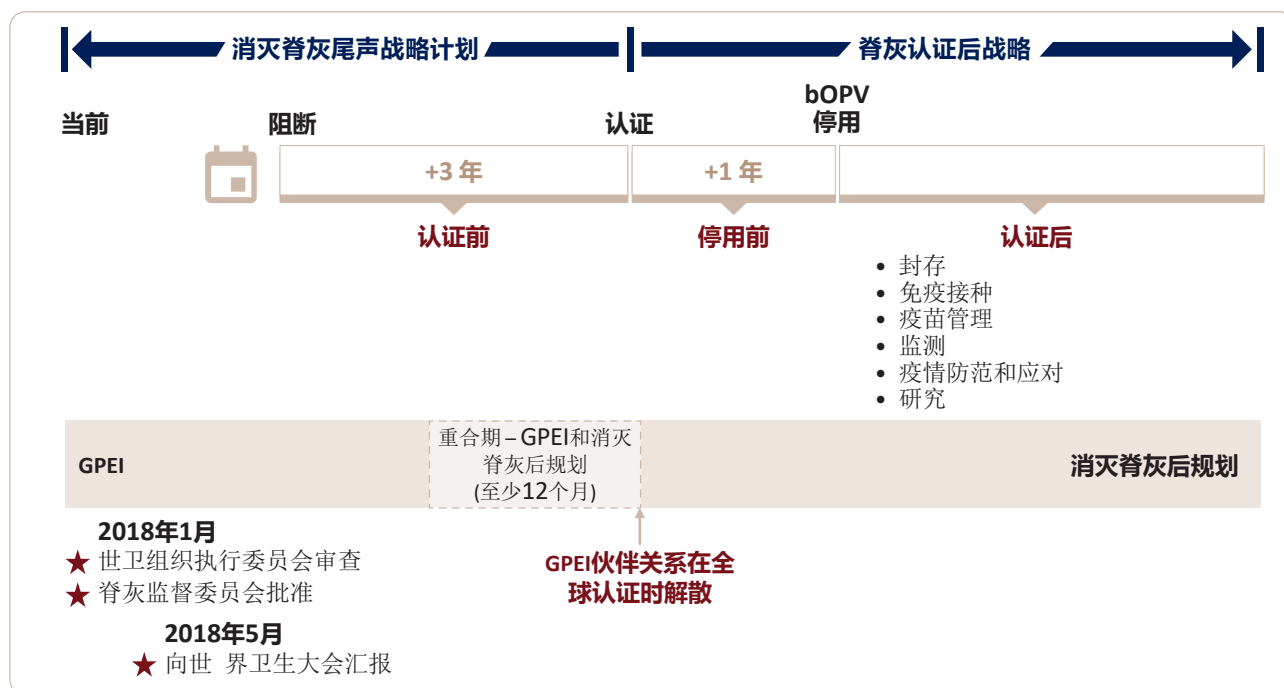 消灭脊灰尾声战略计划
脊灰认证后战略
当前
阻断
认证
bOPV
停用
+3 年
+1 年
认证前
停用前
认证后
• 封存
• 免疫接种
• 疫苗管理
• 监测
• 疫情防范和应对
• 研究
GPEI
重合期 – GPEI和消灭
脊灰后规划
(至少12个月)
消灭脊灰后规划
2018年1月
★ 世卫组织执行委员会审查
★ 脊灰监督委员会批准
GPEI伙伴关系在全
球认证时解散
2018年5月
★ 向世 界卫生大会汇报